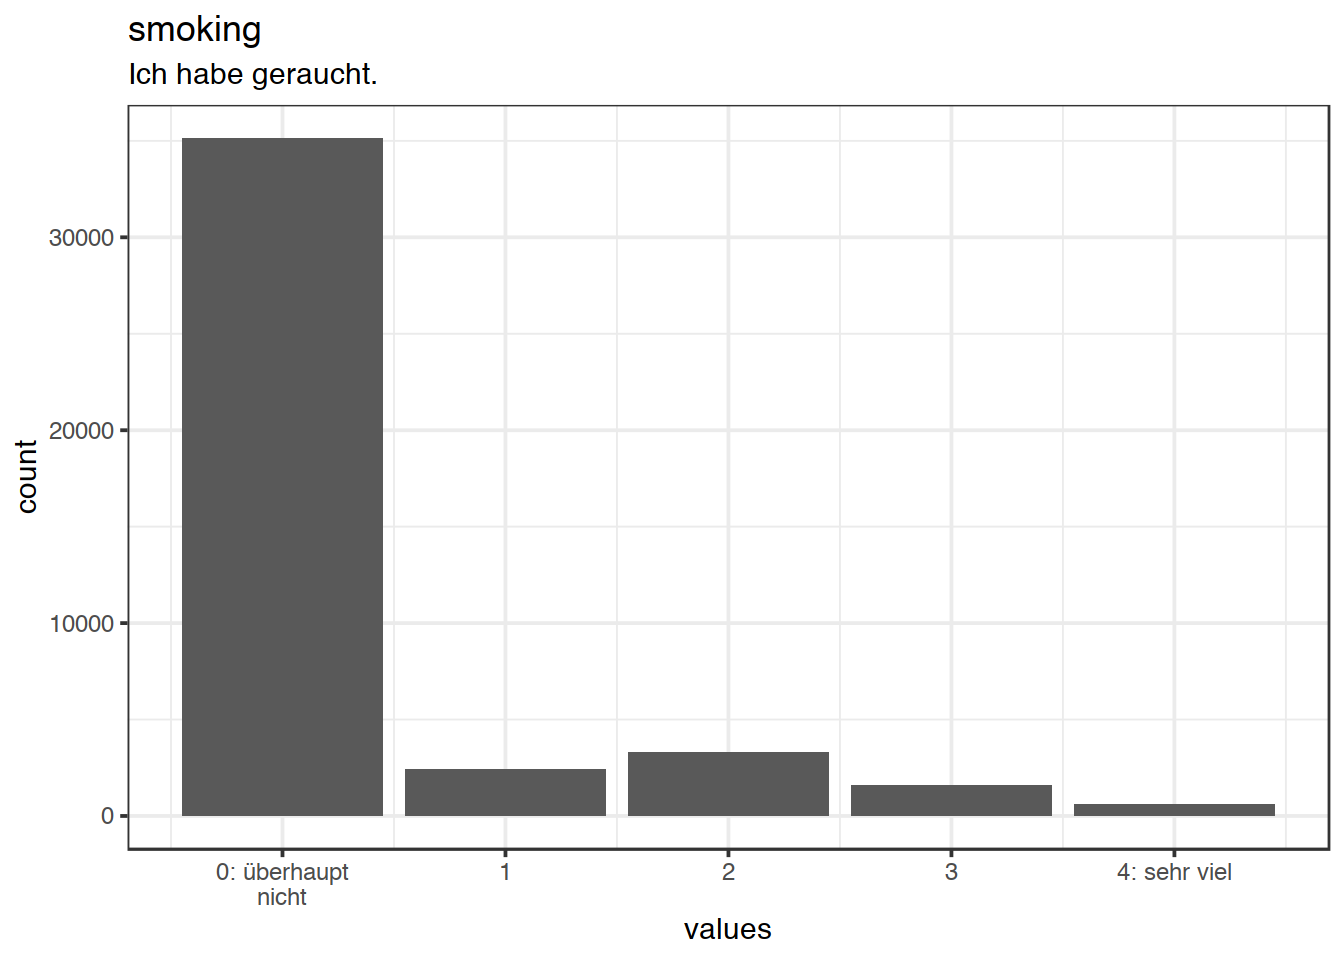 smoking
Ich habe geraucht.
count
30000
20000
10000
0
0: überhaupt
nicht
1
2
3
4: sehr viel
values